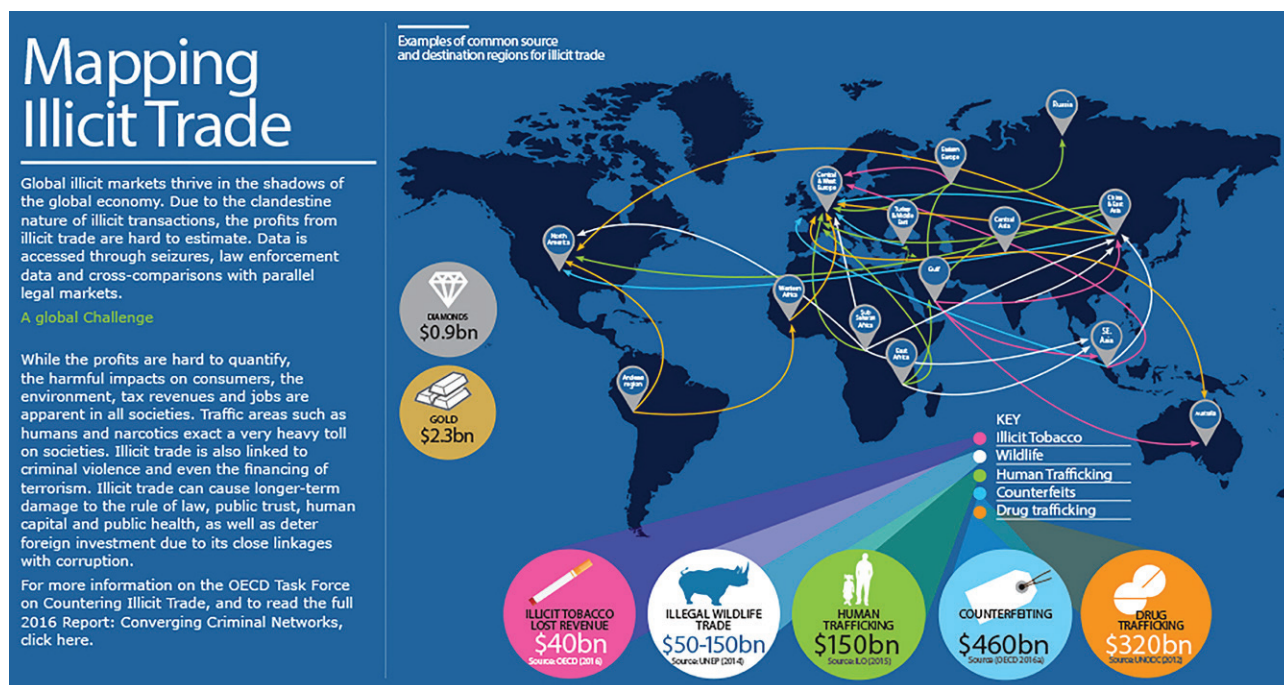 Mapping
Illicit Trade
Global illicit markets thrive in the shadows of
the global economy. Due to the clandestine
nature of illicit transactions, the profits from
illicit trade are hard to estimate. Data is
accessed through seizures, law enforcement
data and cross-comparisons with parallel
legal markets.
A global Challenge
While the profits are hard to quantify,
the harmful impacts on consumers, the
environment, tax revenues and jobs are
apparent in all societies. Traffic areas such as
humans and narcotics exact a very heavy toll
on societies. Illicit trade is also linked to
criminal violence and even the financing of
terrorism. Illicit trade can cause longer-term
damage to the rule of law, public trust, human
capital and public health, as well as deter
foreign investment due to its close linkages
with corruption.
For more information on the OECD Task Force
on Countering Illicit Trade, and to read the full
2016 Report: Converging Criminal Networks,
click here.
Examples of common source
and destination regions for illicit trade
Russia
Eastern
Europe
Central
& West
Europe
Turkey
& Middle
East
Central
Asia
China
& East
Asia
North
America
Gulf
Western
Africa
Sub
Saharan
Africa
East
Africa
S.E.
Asia
Andean
region
Australia
DIAMONDS
$0.9bn
GOLD
$2.3bn
KEY
Illicit Tobacco
Wildlife
Human Trafficking
Counterfeits
Drug trafficking
ILLICIT TOBACCO
LOST REVENUE
$40bn
Source: OECD (2016)
ILLEGAL WILDLIFE
TRADE
$50-150bn
Source: UNEP (2014)
HUMAN
TRAFFICKING
$150bn
Source: ILO (2015)
COUNTERFEITING
$460bn
Source: (OECD 2016a)
DRUG
TRAFFICKING
$320bn
Source: UNODC (2012)